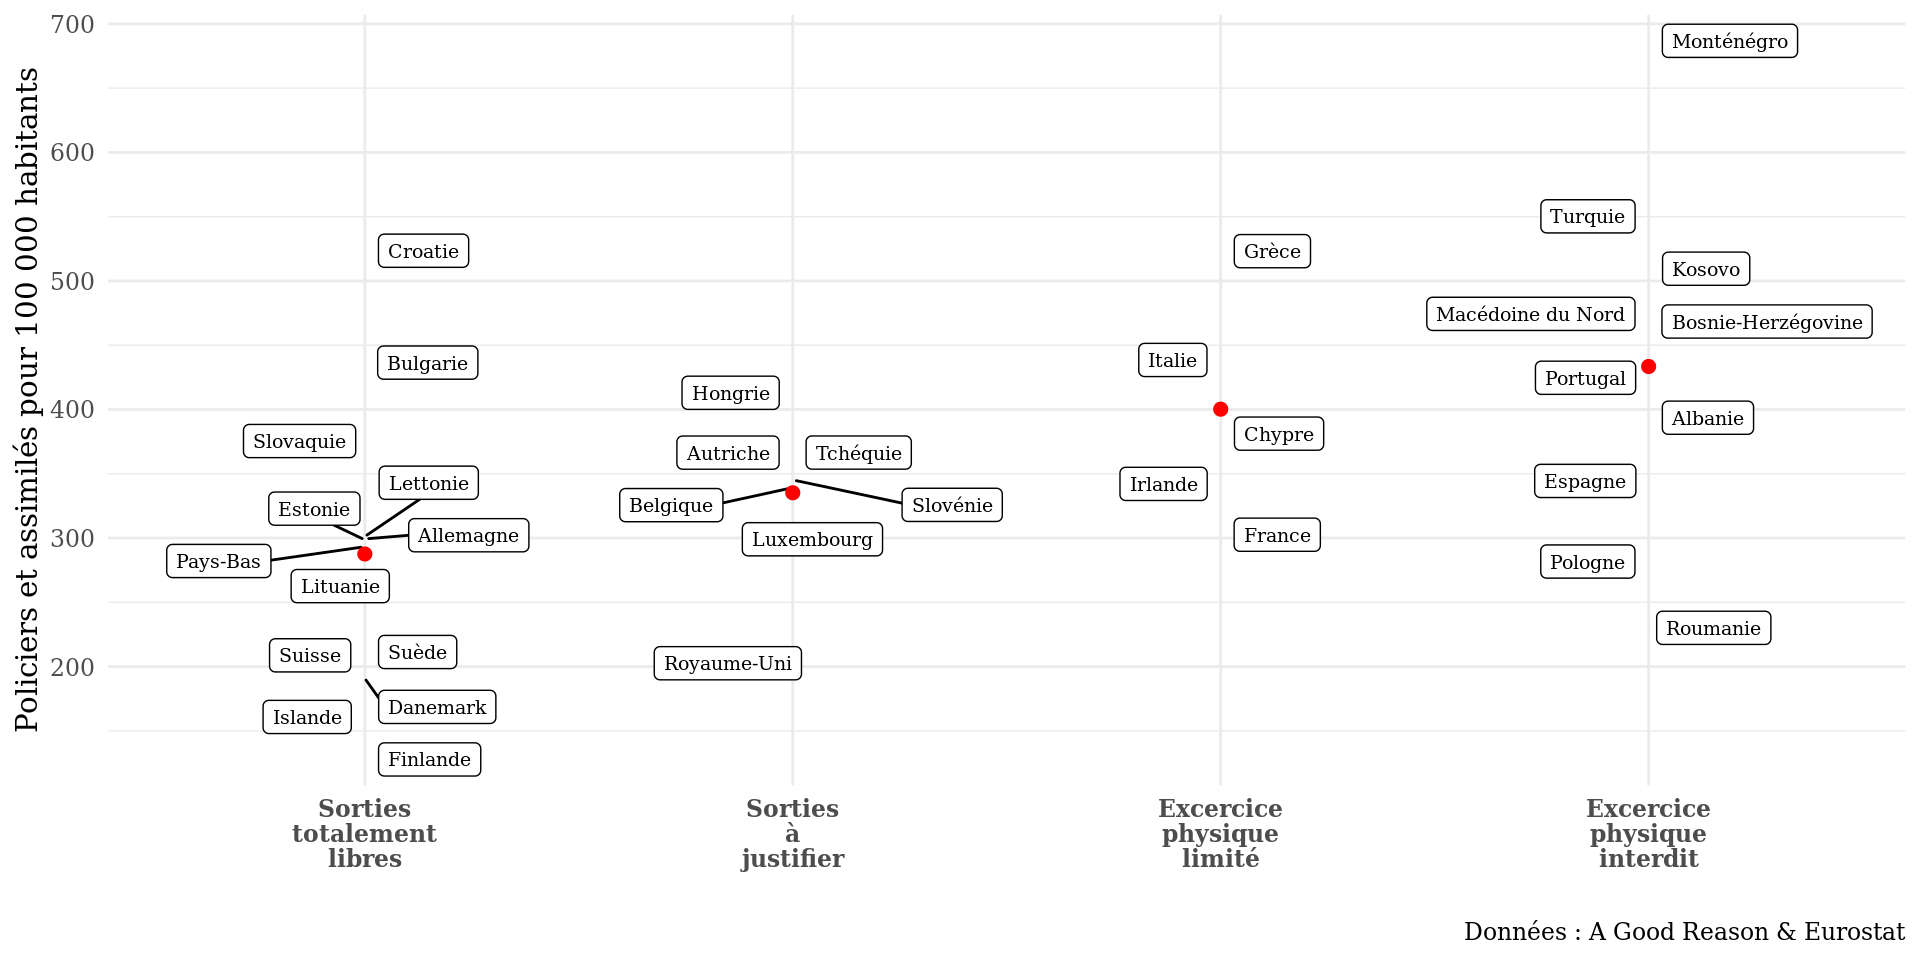 Policiers et assimilés pour 100 000 habitants
700
600
500
400
300
200
Monténégro
Turquie
Croatie
Grèce
Kosovo
Macédoine du Nord
Bosnie-Herzégovine
Bulgarie
Italie
Portugal
Hongrie
Albanie
Slovaquie
Chypre
Autriche
Tchéquie
Lettonie
Irlande
Espagne
Estonie
Belgique
Slovénie
Allemagne
Luxembourg
France
Pays-Bas
Pologne
Lituanie
Roumanie
Suisse
Suède
Royaume-Uni
Danemark
Islande
Finlande
Sorties
totalement
libres
Sorties
à
justifier
Excercice
physique
limité
Excercice
physique
interdit
Données : A Good Reason & Eurostat